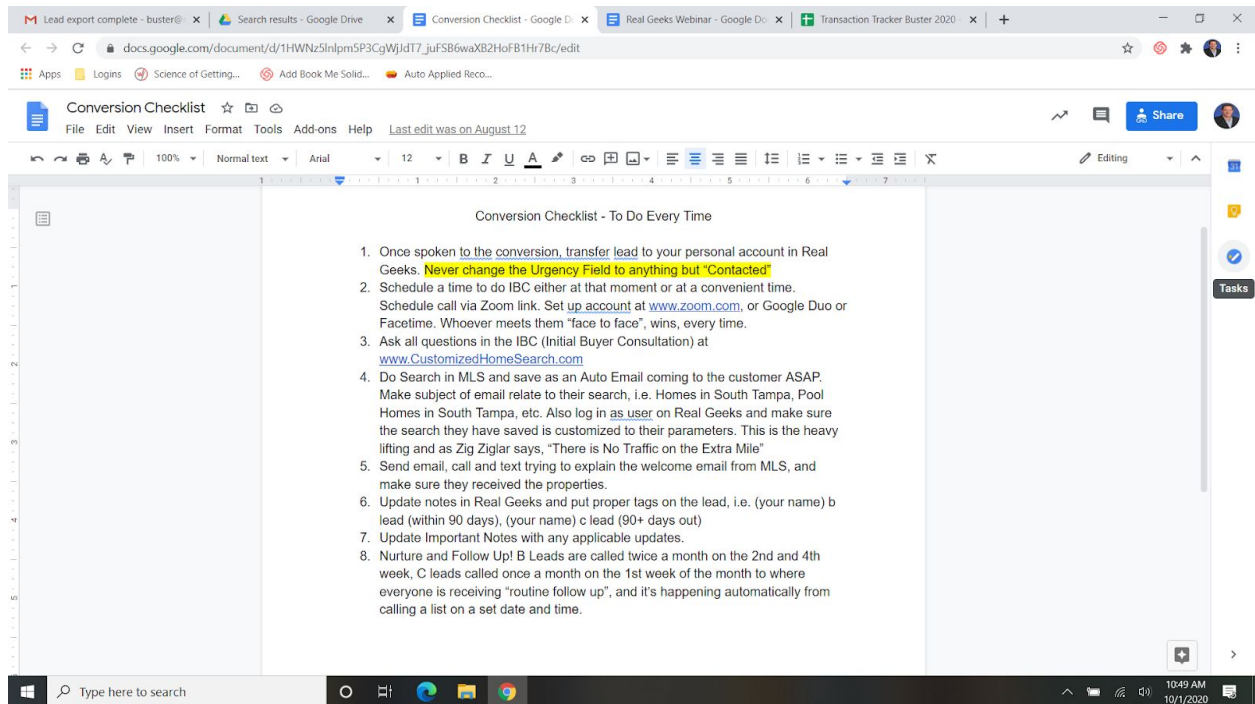 Lead export complete - buster@
Search results - Google Drive
Conversion Checklist - Google D
Real Geeks Webinar - Google Do
Transaction Tracker Buster 2020
docs.google.com/document/d/1HWNz5lnlpm5P3CgWjJdT7_juFSB6waXB2HoFB1Hr7Bc/edit
Apps Logins Science of Getting... Add Book Me Solid... Auto Applied Reco...
Conversion Checklist
Share
File Edit View Insert Format Tools Add-ons Help Last edit was on August 12
100% Normal text Arial 12 B I U A Editing
1 1 2 3 4 5 6 7
Conversion Checklist - To Do Every Time
1. Once spoken to the conversion, transfer lead to your personal account in Real
Geeks. Never change the Urgency Field to anything but “Contacted”
2. Schedule a time to do IBC either at that moment or at a convenient time.
Schedule call via Zoom link. Set up account at www.zoom.com, or Google Duo or
Facetime. Whoever meets them “face to face”, wins, every time.
3. Ask all questions in the IBC (Initial Buyer Consultation) at
www.CustomizedHomeSearch.com
4. Do Search in MLS and save as an Auto Email coming to the customer ASAP.
Make subject of email relate to their search, i.e. Homes in South Tampa, Pool
Homes in South Tampa, etc. Also log in as user on Real Geeks and make sure
the search they have saved is customized to their parameters. This is the heavy
lifting and as Zig Ziglar says, “There is No Traffic on the Extra Mile”
5. Send email, call and text trying to explain the welcome email from MLS, and
make sure they received the properties.
6. Update notes in Real Geeks and put proper tags on the lead, i.e. (your name) b
lead (within 90 days), (your name) c lead (90+ days out)
7. Update Important Notes with any applicable updates.
8. Nurture and Follow Up! B Leads are called twice a month on the 2nd and 4th
week, C leads called once a month on the 1st week of the month to where
everyone is receiving “routine follow up”, and it's happening automatically from
calling a list on a set date and time.
31
Tasks
1
2
3
4
5
Type here to search
10:49 AM
10/1/2020